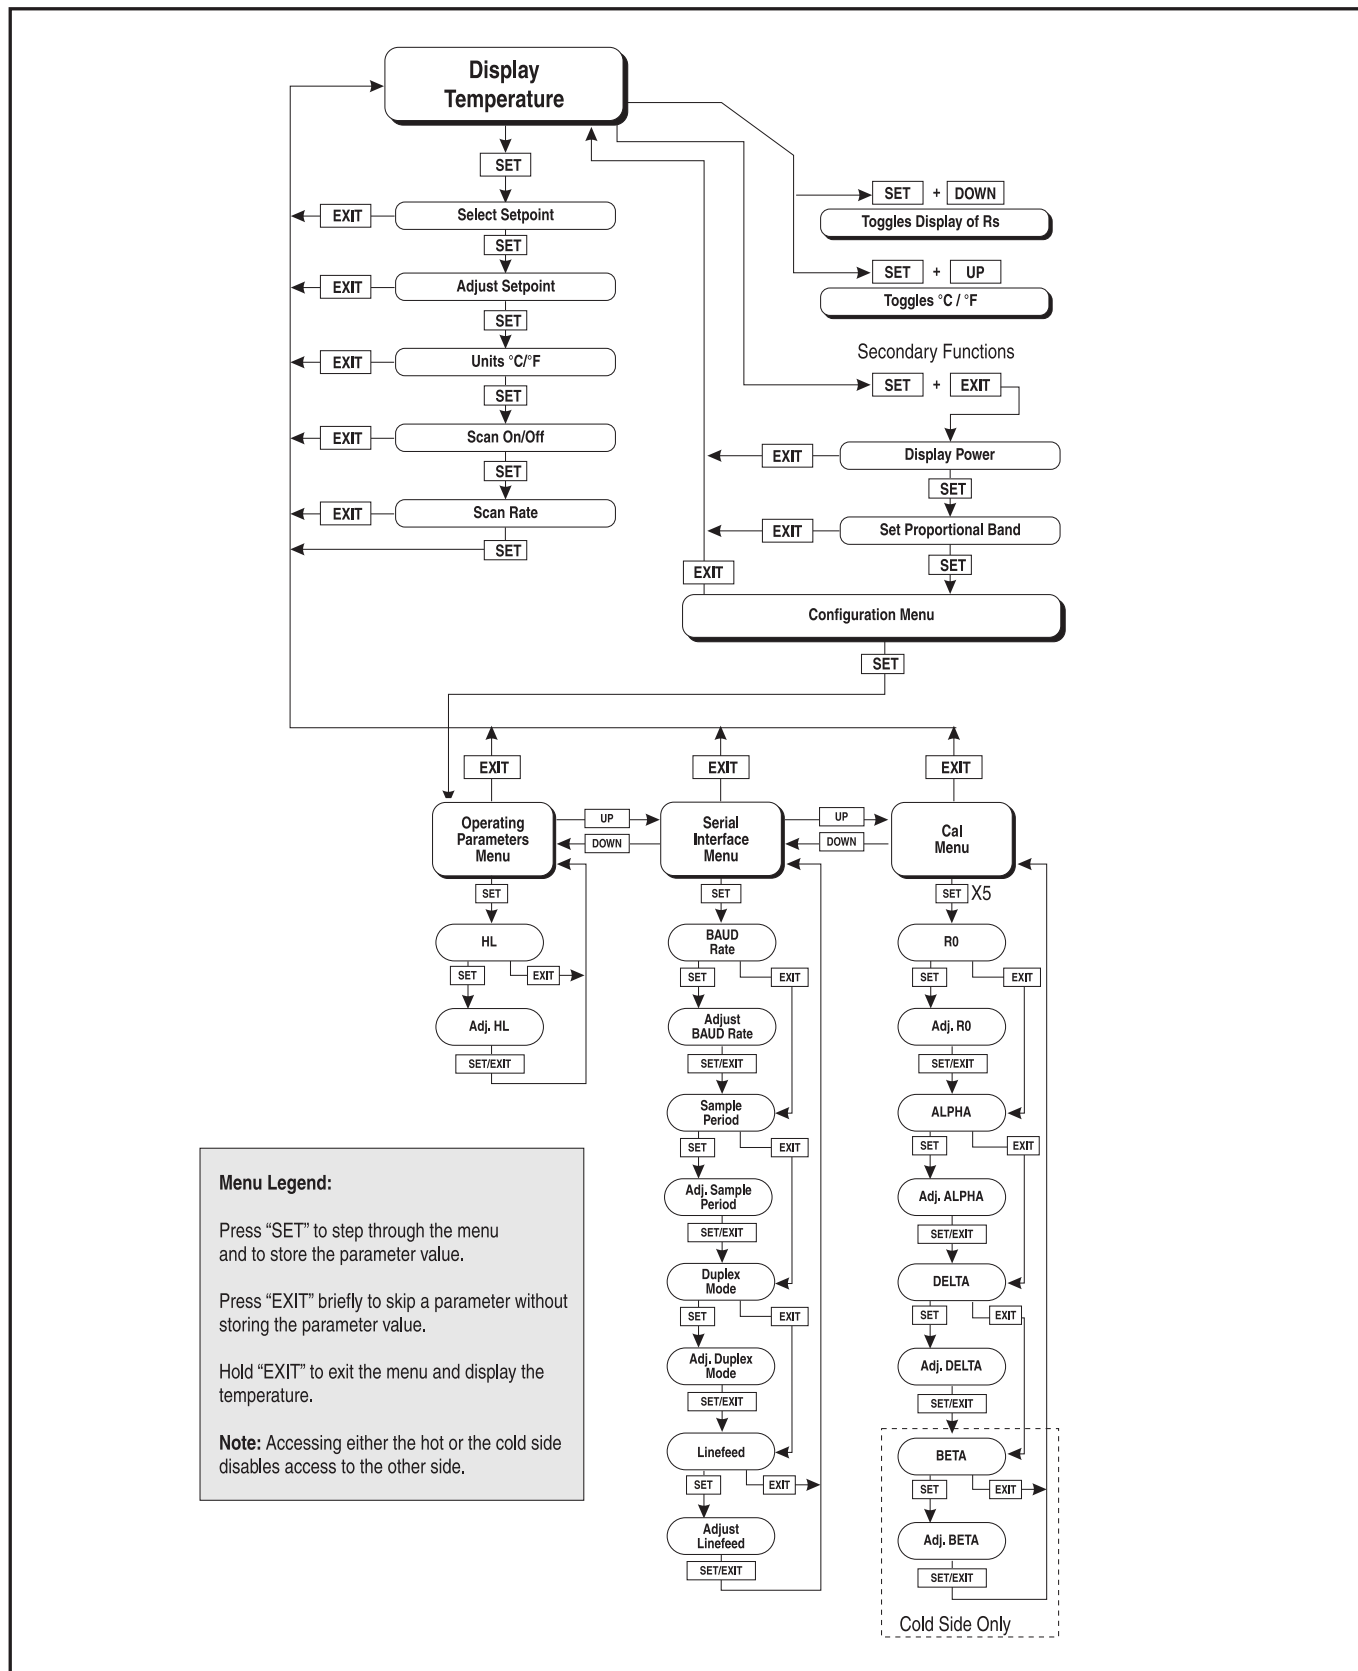 Display
Temperature
SET
SET + DOWN
EXIT Select Setpoint
Toggles Display of Rs
SET
SET + UP
EXIT Adjust Setpoint
Toggles °C / °F
SET
Secondary Functions
EXIT Units °C/°F
SET + EXIT
SET
EXIT Scan On/Off
EXIT Display Power
SET
SET
EXIT Scan Rate
EXIT Set Proportional Band
SET
SET
EXIT
Configuration Menu
SET
EXIT
EXIT
EXIT
Operating
Parameters
Menu
UP
DOWN
Serial
Interface
Menu
UP
DOWN
Cal
Menu
SET
HL
SET
EXIT
Adj. HL
SET/EXIT
SET
BAUD
Rate
SET
EXIT
Adjust
BAUD Rate
SET/EXIT
Sample
Period
SET
EXIT
Adj. Sample
Period
SET/EXIT
Duplex
Mode
SET
EXIT
Adj. Duplex
Mode
SET/EXIT
Linefeed
SET
EXIT
Adjust
Linefeed
SET/EXIT
SET X5
R0
SET
EXIT
Adj. R0
SET/EXIT
ALPHA
SET
EXIT
Adj. ALPHA
SET/EXIT
DELTA
SET
EXIT
Adj. DELTA
SET/EXIT
BETA
SET
EXIT
Adj. BETA
SET/EXIT
Cold Side Only
Menu Legend:
Press “SET” to step through the menu
and to store the parameter value.
Press “EXIT” briefly to skip a parameter without
storing the parameter value.
Hold “EXIT” to exit the menu and display the
temperature.
Note: Accessing either the hot or the cold side
disables access to the other side.